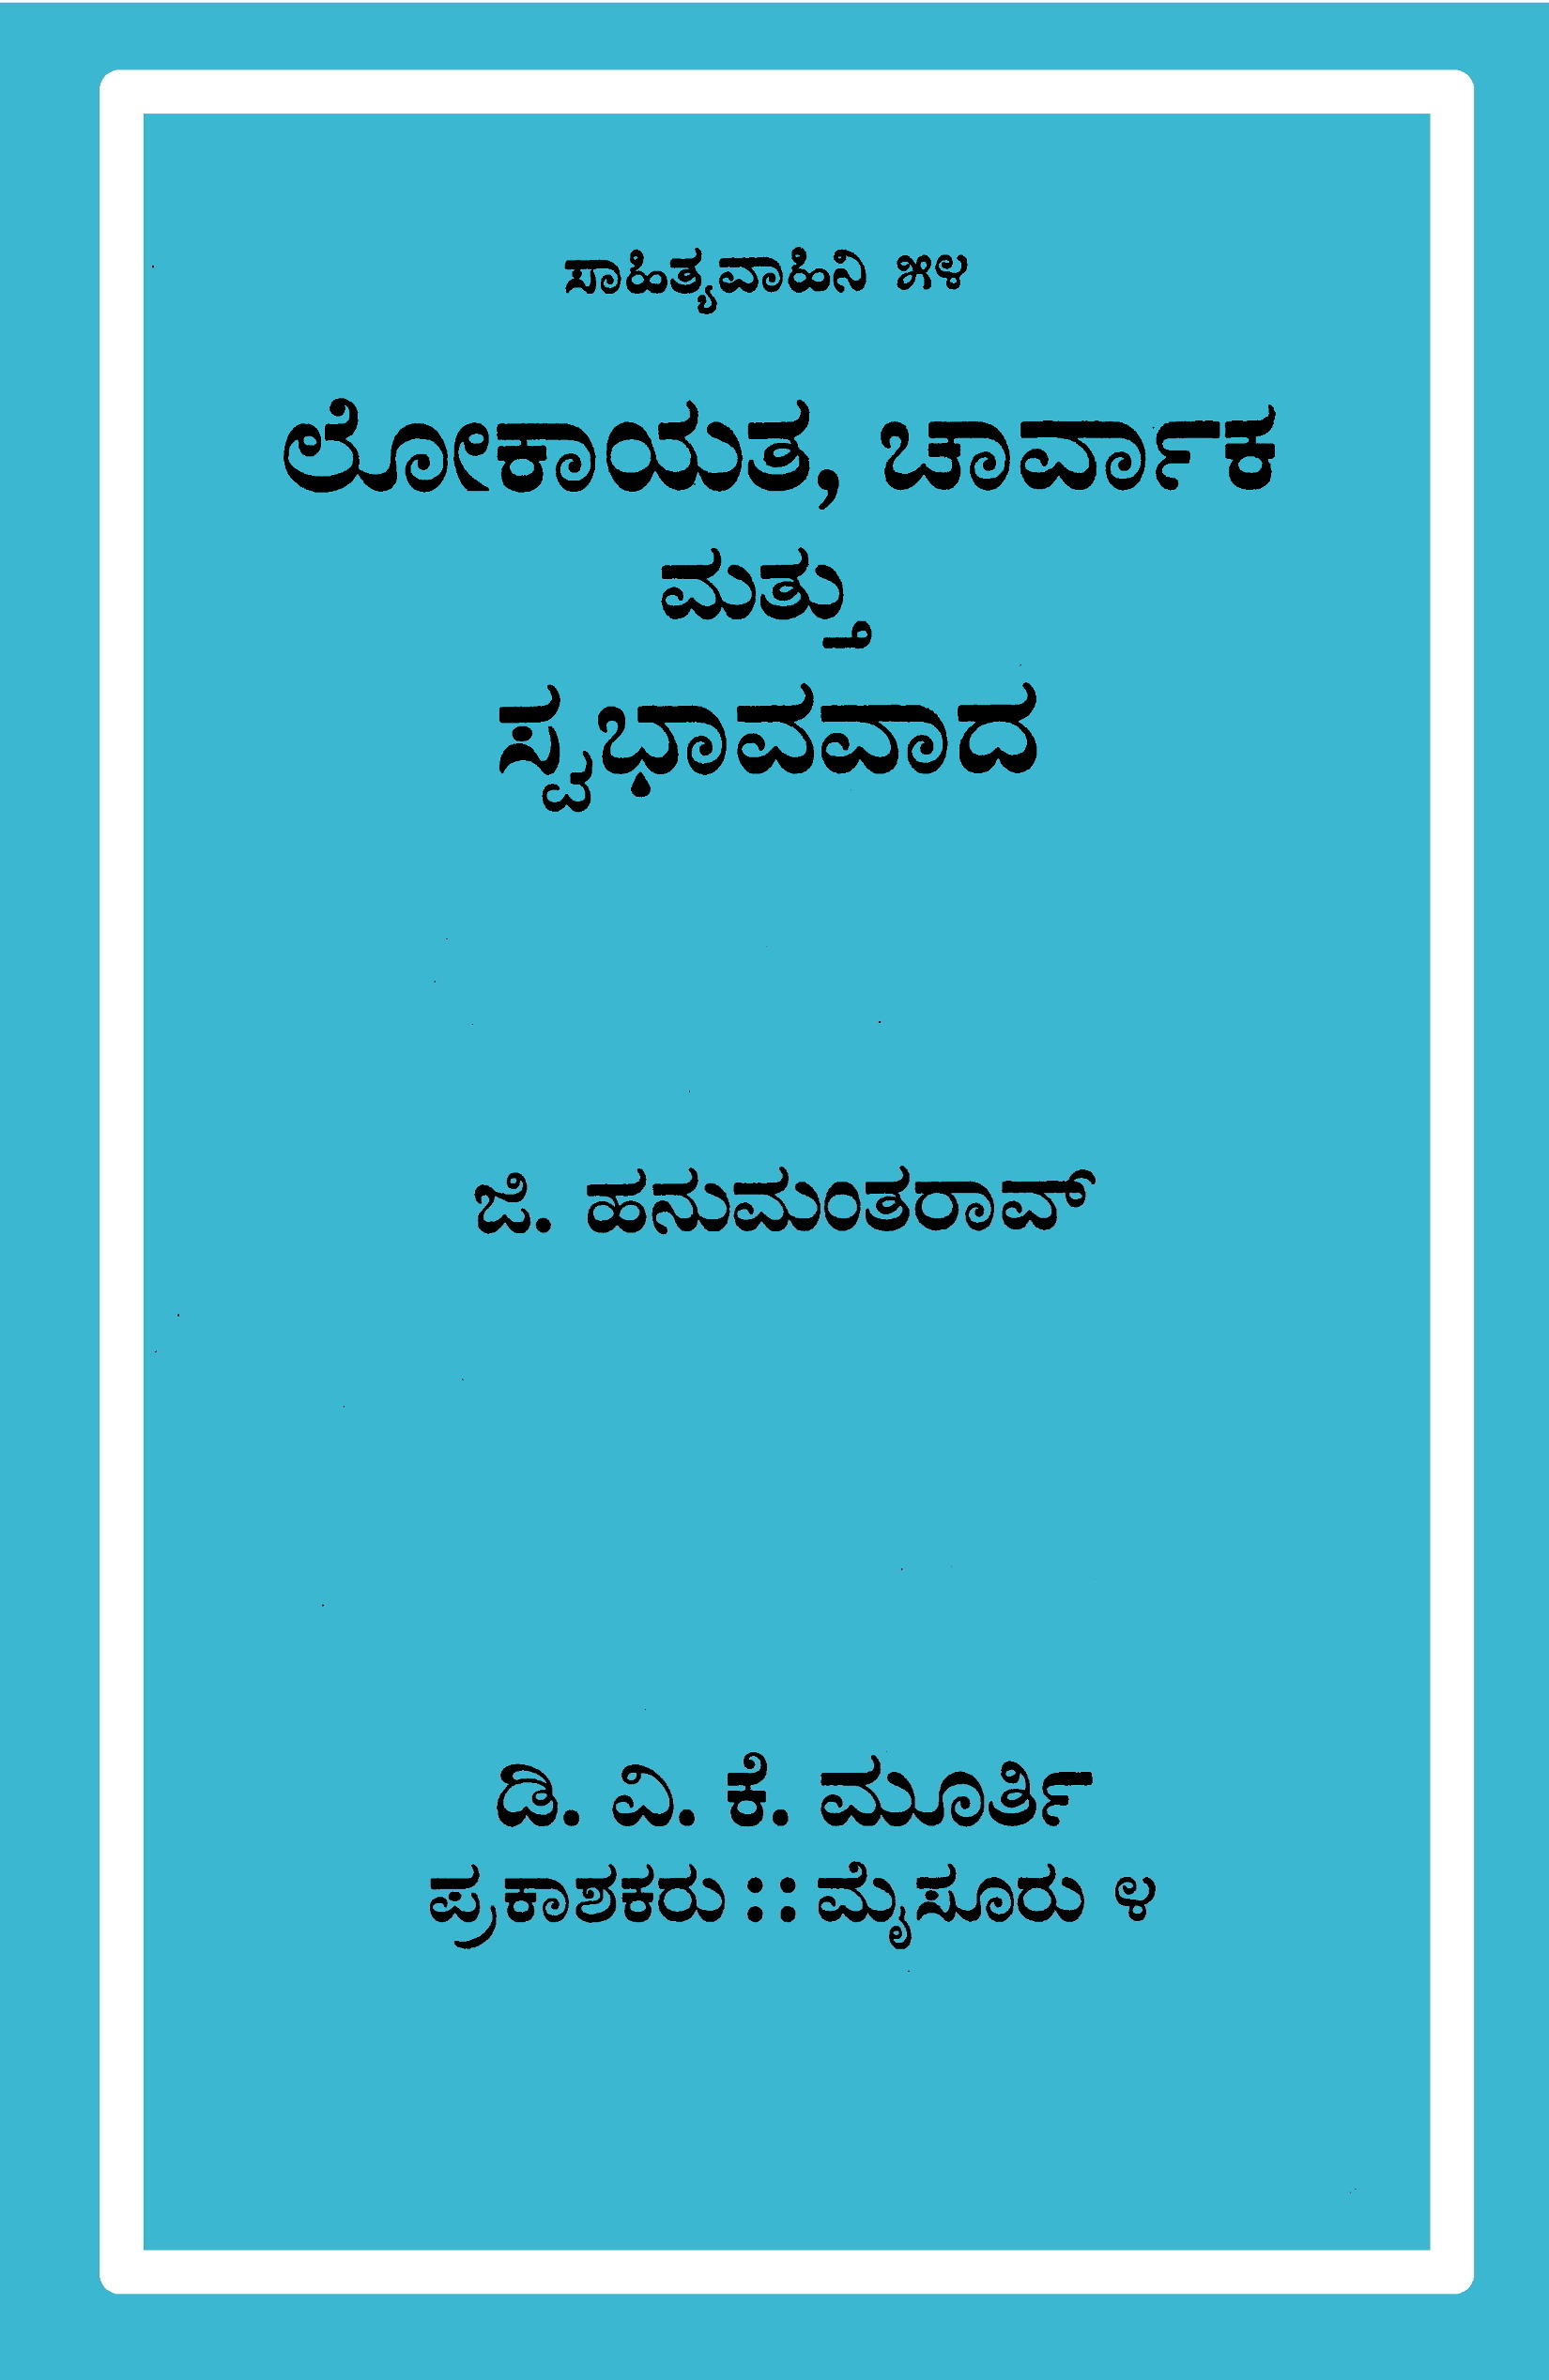 ಸಾಹಿತ್ಯವಾಹಿನಿ ೫೪
ಲೋಕಾಯತ, ಚಾರ್ವಾಕ
ಮತ್ತು
ಸ್ವಭಾವವಾದ
ಜಿ. ಹನುಮಂತರಾವ್
ಡಿ. ವಿ. ಕೆ. ಮೂರ್ತಿ
ಪ್ರಕಾಶಕರು :: ಮೈಸೂರು ೪